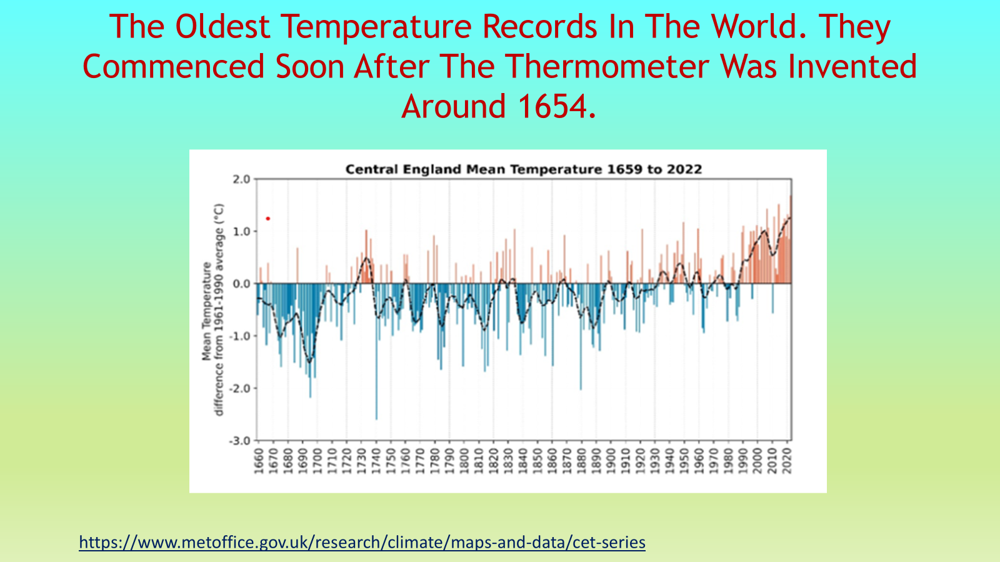 The Oldest Temperature Records In The World. They
Commenced Soon After The Thermometer Was Invented
Around 1654.
Central England Mean Temperature 1659 to 2022
Mean Temperature
difference from 1961-1990 average (°C)
2.0
1.0
0.0
-1.0
-2.0
-3.0
1660 1670 1680 1690 1700 1710 1720 1730 1740 1750 1760 1770 1780 1790 1800 1810 1820 1830 1840 1850 1860 1870 1880 1890 1900 1910 1920 1930 1940 1950 1960 1970 1980 1990 2000 2010 2020
https://www.metoffice.gov.uk/research/climate/maps-and-data/cet-series